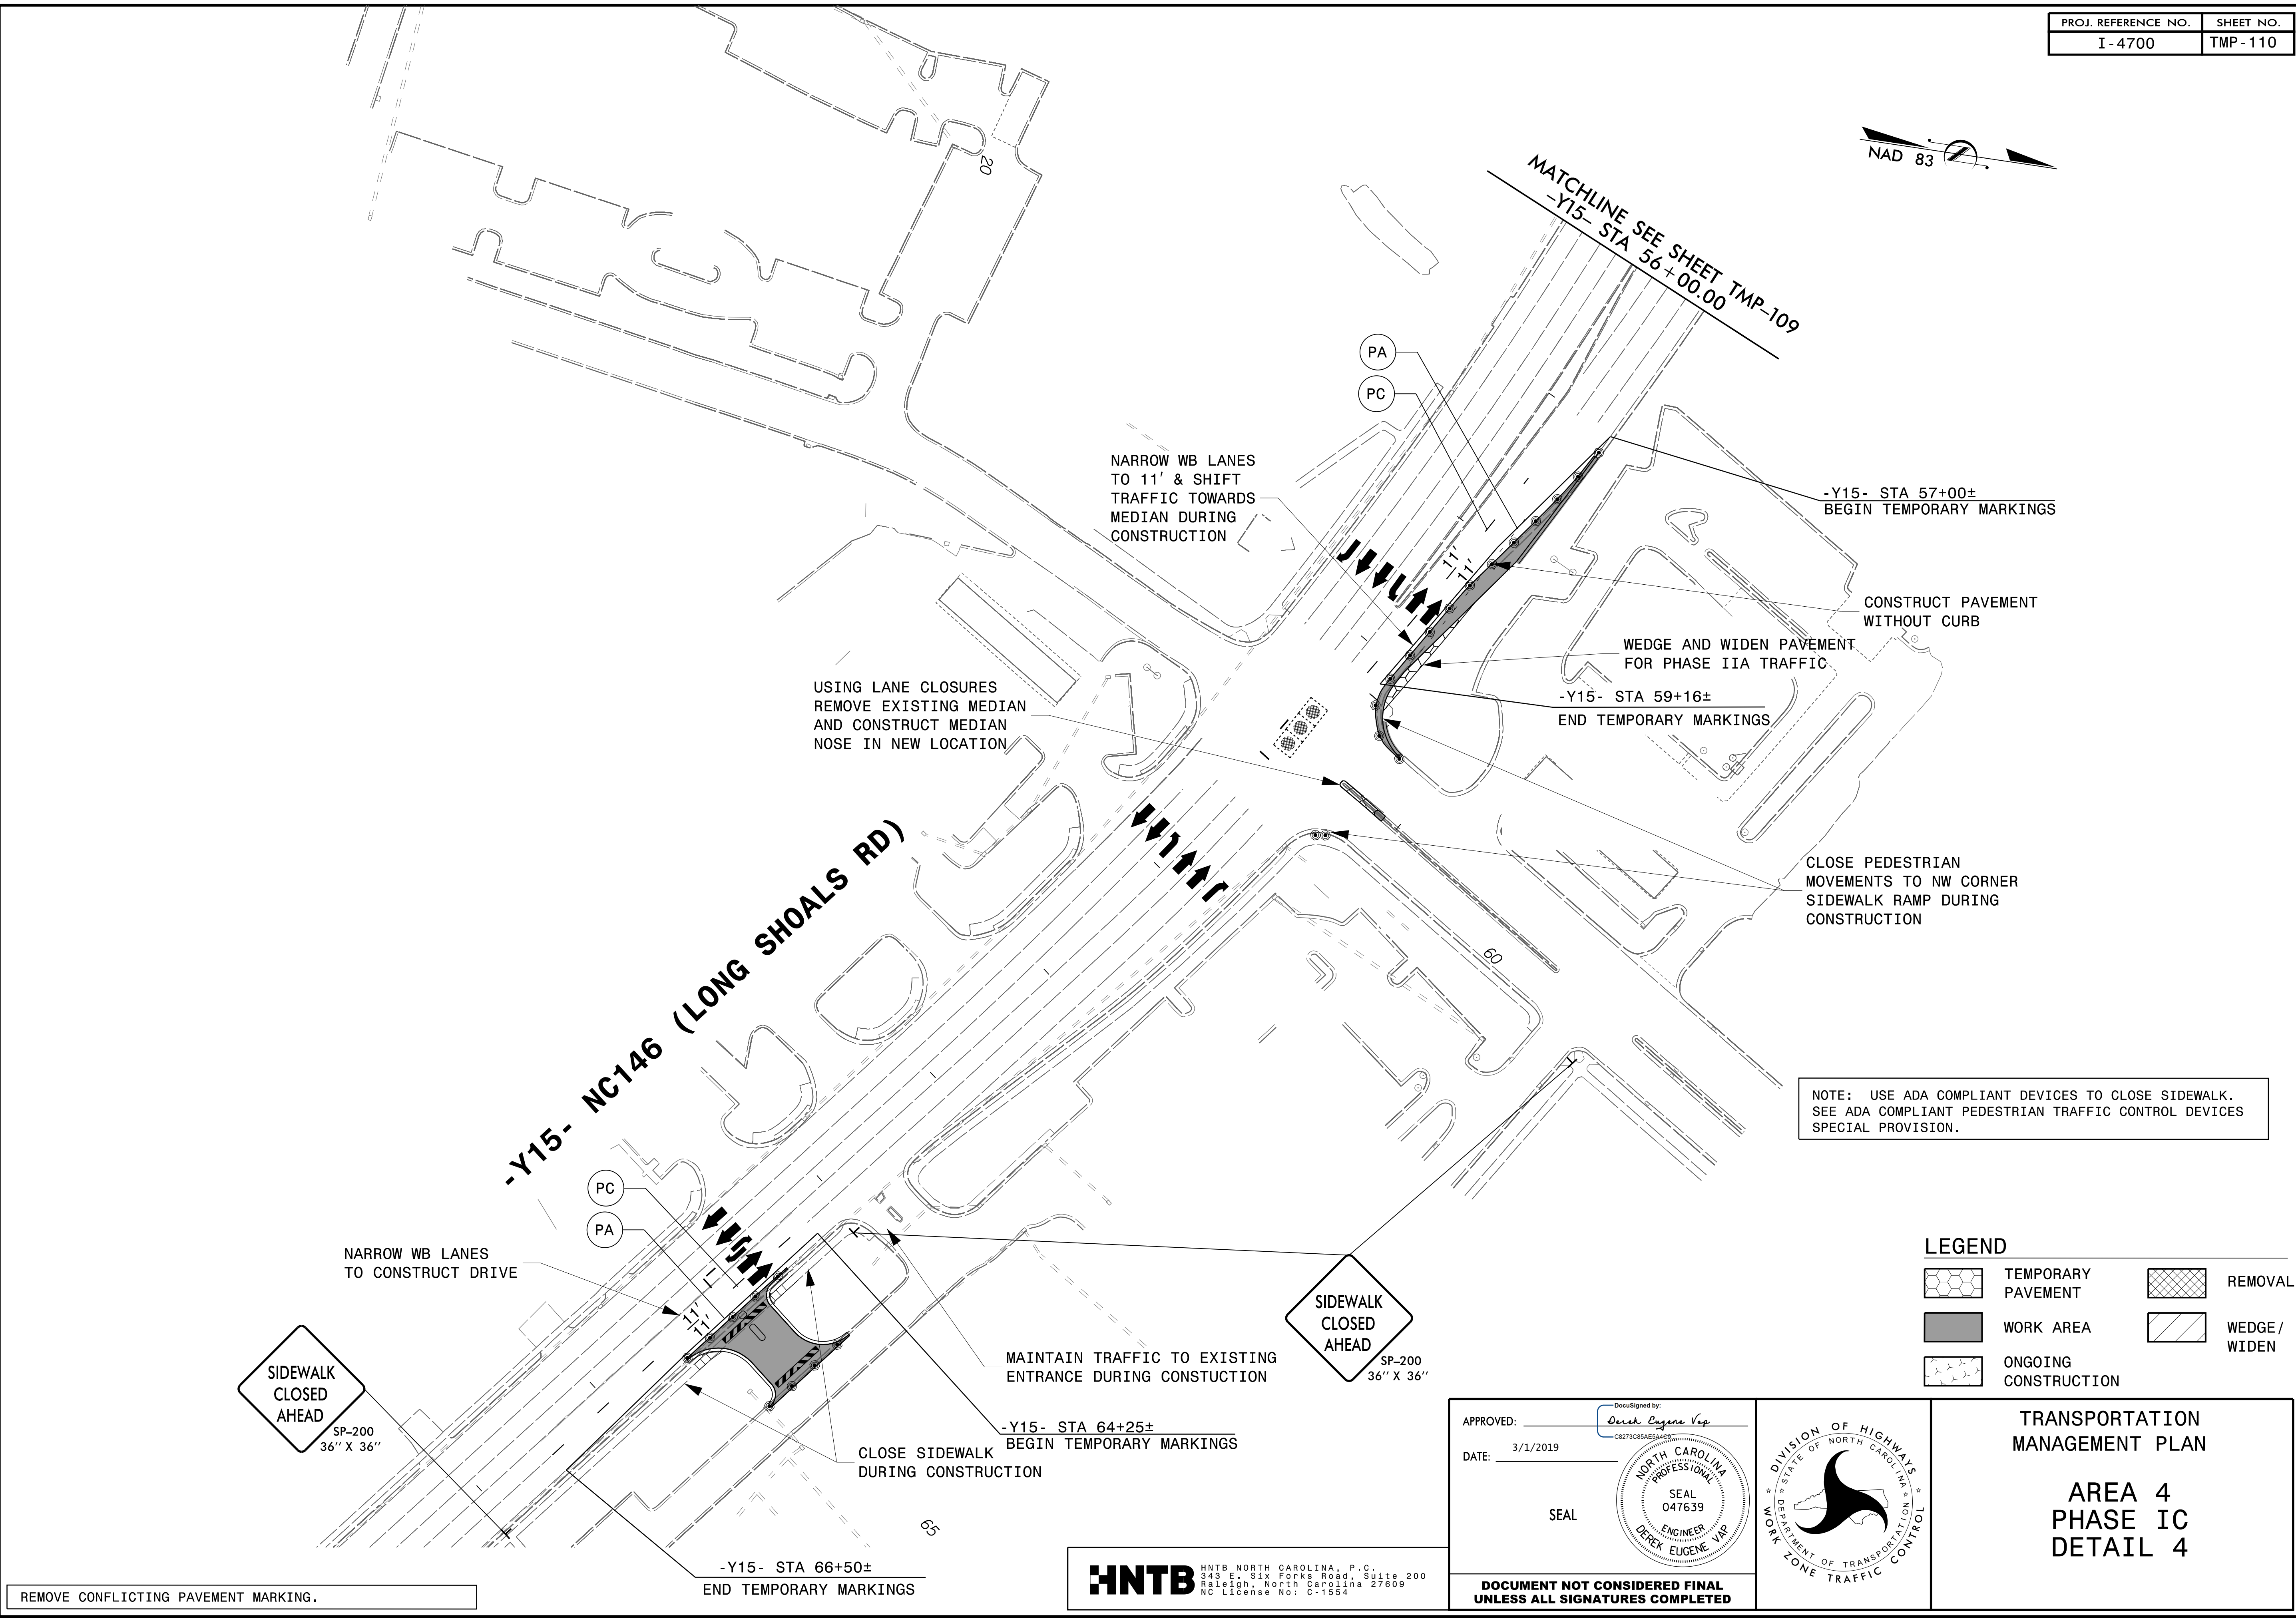 PROJ. REFERENCE NO.
SHEET NO.
I-4700
TMP-110
NAD 83
MATCHLINE SEE SHEET TMP-109
-Y15- STA 56+00.00
20
PA
PC
NARROW WB LANES
TO 11' & SHIFT
TRAFFIC TOWARDS
MEDIAN DURING
CONSTRUCTION
11'
11'
-Y15- STA 57+00±
BEGIN TEMPORARY MARKINGS
CONSTRUCT PAVEMENT
WITHOUT CURB
WEDGE AND WIDEN PAVEMENT
FOR PHASE IIA TRAFFIC
-Y15- STA 59+16±
END TEMPORARY MARKINGS
USING LANE CLOSURES
REMOVE EXISTING MEDIAN
AND CONSTRUCT MEDIAN
NOSE IN NEW LOCATION
CLOSE PEDESTRIAN
MOVEMENTS TO NW CORNER
SIDEWALK RAMP DURING
CONSTRUCTION
60
-Y15- NC146 (LONG SHOALS RD)
NOTE: USE ADA COMPLIANT DEVICES TO CLOSE SIDEWALK.
SEE ADA COMPLIANT PEDESTRIAN TRAFFIC CONTROL DEVICES
SPECIAL PROVISION.
PC
PA
NARROW WB LANES
TO CONSTRUCT DRIVE
11'
11'
SIDEWALK
CLOSED
AHEAD
SP-200
36'' X 36''
SIDEWALK
CLOSED
AHEAD
SP-200
36'' X 36''
MAINTAIN TRAFFIC TO EXISTING
ENTRANCE DURING CONSTUCTION
-Y15- STA 64+25±
BEGIN TEMPORARY MARKINGS
CLOSE SIDEWALK
DURING CONSTRUCTION
65
-Y15- STA 66+50±
END TEMPORARY MARKINGS
REMOVE CONFLICTING PAVEMENT MARKING.
LEGEND
TEMPORARY
PAVEMENT
REMOVAL
WORK AREA
WEDGE/
WIDEN
ONGOING
CONSTRUCTION
HNTB
HNTB NORTH CAROLINA, P.C.
343 E. Six Forks Road, Suite 200
Raleigh, North Carolina 27609
NC License No: C-1554
APPROVED:
DocuSigned by:
Derek Eugene Vap
DATE:
3/1/2019
SEAL
NORTH CAROLINA
PROFESSIONAL
SEAL
047639
ENGINEER
DEREK EUGENE VAP
DOCUMENT NOT CONSIDERED FINAL
UNLESS ALL SIGNATURES COMPLETED
DIVISION OF HIGHWAYS
STATE OF NORTH CAROLINA
DEPARTMENT OF TRANSPORTATION
WORK ZONE TRAFFIC CONTROL
TRANSPORTATION
MANAGEMENT PLAN
AREA 4
PHASE IC
DETAIL 4